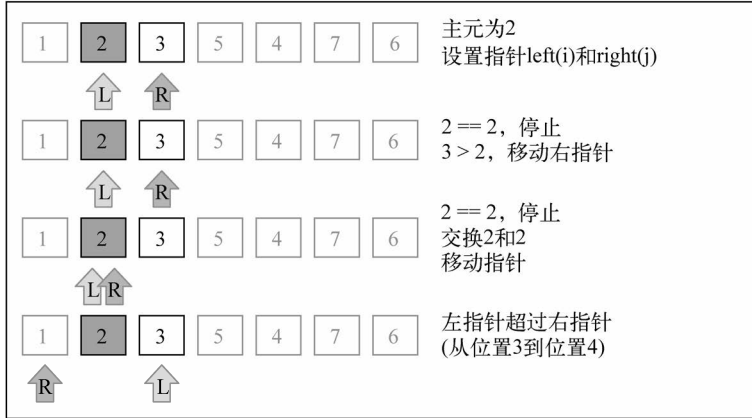 1 2 3 5 4 7 6
主元为2
设置指针left(i)和right(j)
L R
1 2 3 5 4 7 6
2 == 2，停止
3 > 2，移动右指针
L R
1 2 3 5 4 7 6
2 == 2，停止
交换2和2
移动指针
L R
1 2 3 5 4 7 6
左指针超过右指针
(从位置3到位置4)
R L